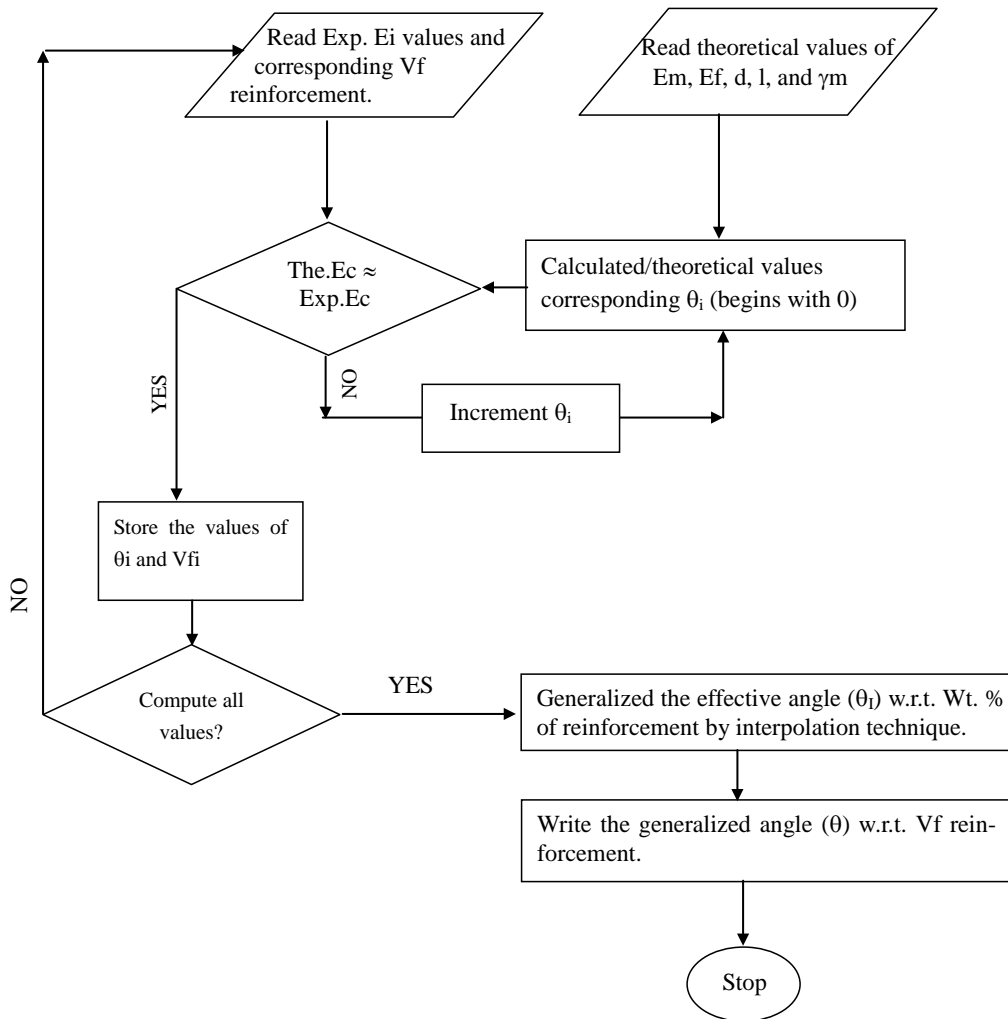 Read Exp. Ei values and
corresponding Vf
reinforcement.
Read theoretical values of
Em, Ef, d, l, and γm
The.Ec ≈
Exp.Ec
Calculated/theoretical values
corresponding θi (begins with 0)
YES
NO
Increment θi
Store the values of
θi and Vfi
NO
Compute all
values?
YES
Generalized the effective angle (θI) w.r.t. Wt. %
of reinforcement by interpolation technique.
Write the generalized angle (θ) w.r.t. Vf rein-
forcement.
Stop